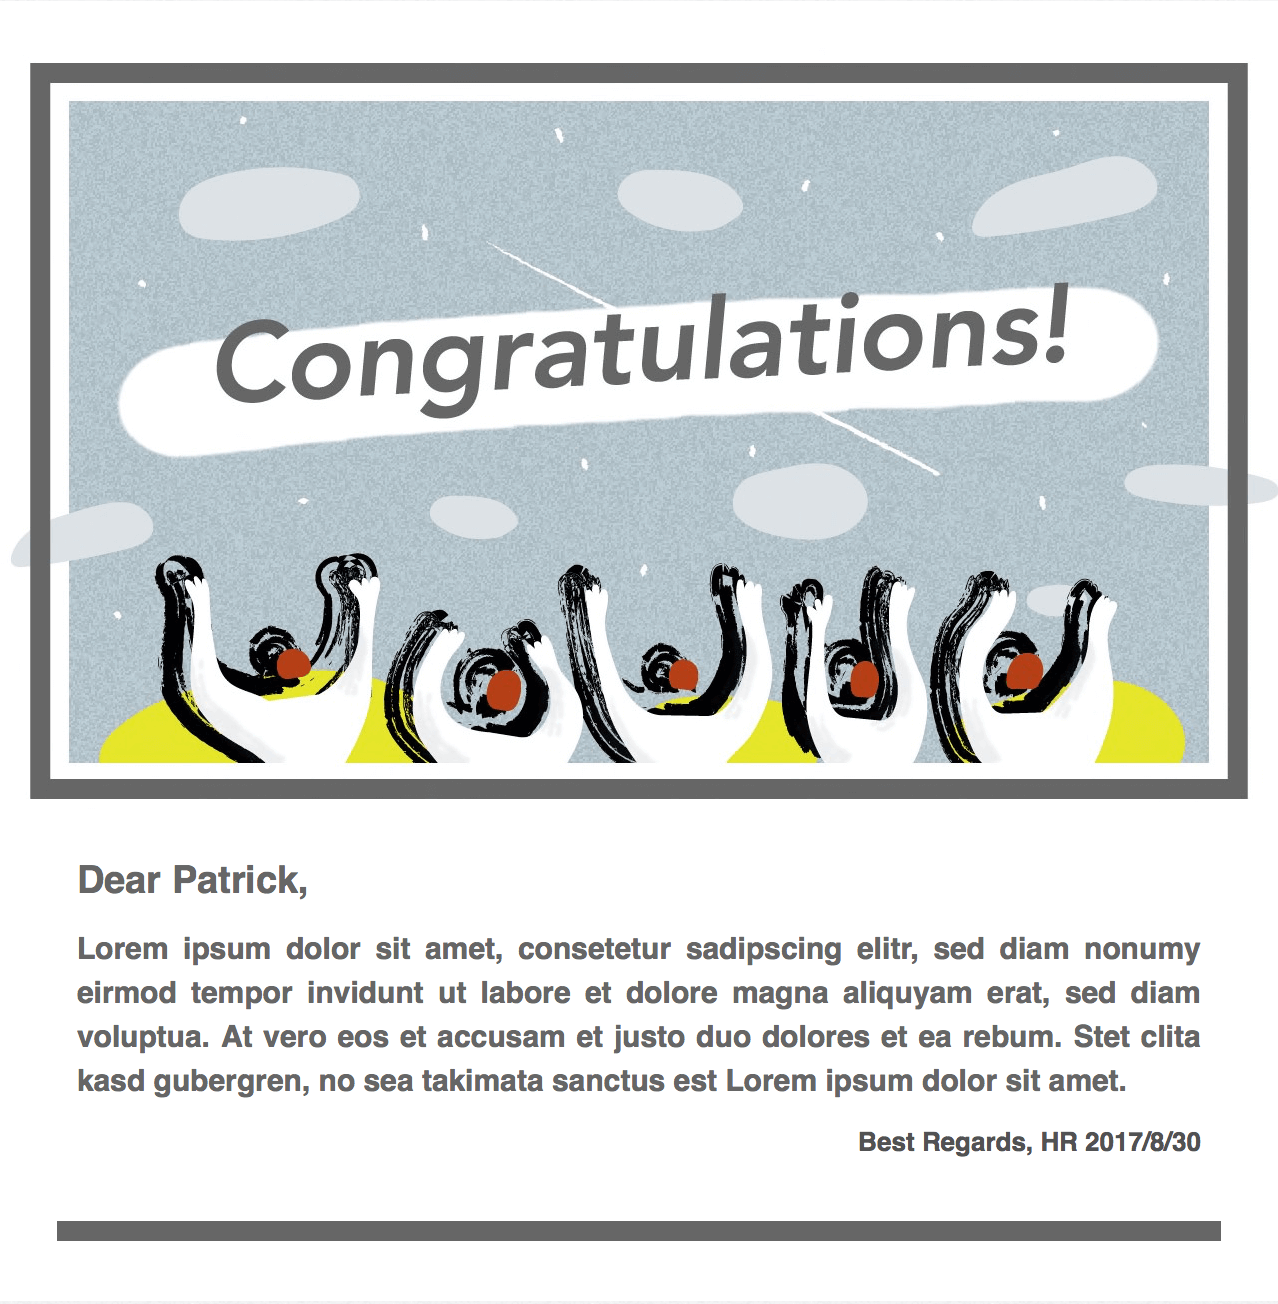 Congratulations!
Dear Patrick,
Lorem ipsum dolor sit amet, consetetur sadipscing elitr, sed diam nonumy
eirmod tempor invidunt ut labore et dolore magna aliquyam erat, sed diam
voluptua. At vero eos et accusam et justo duo dolores et ea rebum. Stet clita
kasd gubergren, no sea takimata sanctus est Lorem ipsum dolor sit amet.
Best Regards, HR 2017/8/30